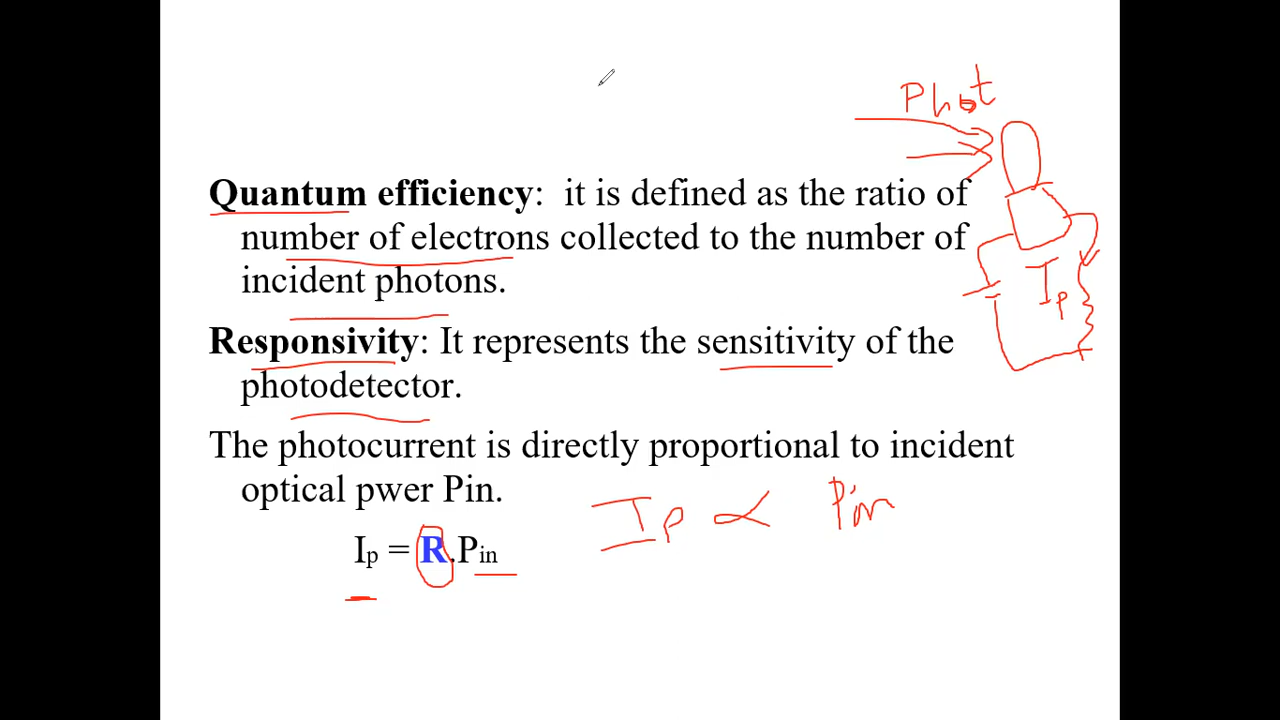 Phot
Quantum efficiency: it is defined as the ratio of
number of electrons collected to the number of
incident photons.
Ip
Responsivity: It represents the sensitivity of the
photodetector.
The photocurrent is directly proportional to incident
optical pwer Pin.
Ip ∝ Pin
Ip = R.Pin